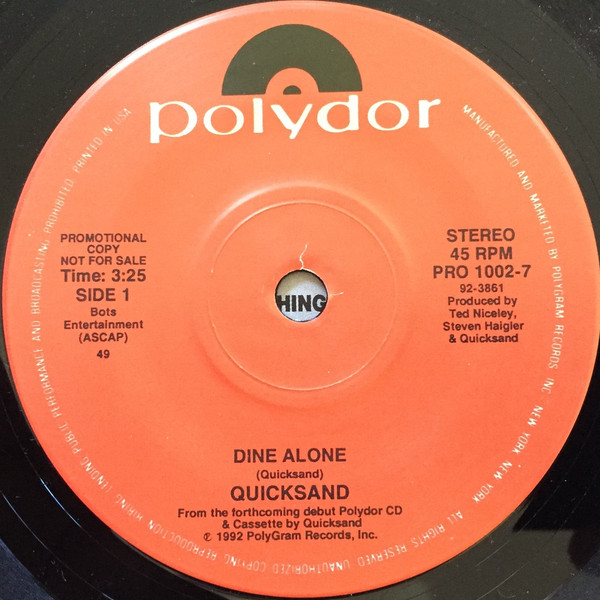 polydor
PROMOTIONAL
COPY
NOT FOR SALE
Time: 3:25
SIDE 1
Bots
Entertainment
(ASCAP)
49
STEREO
45 RPM
PRO 1002-7
92-3861
Produced by
Ted Niceley,
Steven Haigler
& Quicksand
HING
DINE ALONE
(Quicksand)
QUICKSAND
From the forthcoming debut Polydor CD
& Cassette by Quicksand
℗ 1992 PolyGram Records, Inc.
MANUFACTURED AND MARKETED BY POLYGRAM RECORDS INC. NEW YORK, NEW YORK. ALL RIGHTS RESERVED. UNAUTHORIZED COPYING, REPRODUCTION, HIRING, LENDING, PUBLIC PERFORMANCE AND BROADCASTING PROHIBITED. PRINTED IN USA